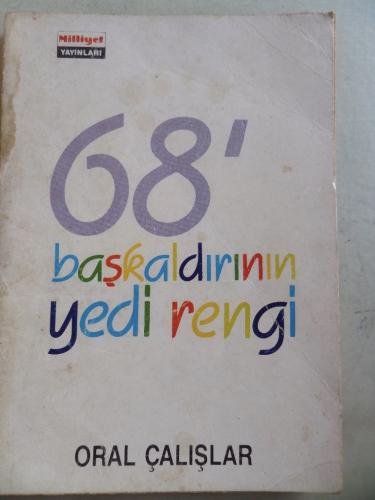 Milliyet
YAYINLARI
68'
başkaldırının
yedi rengi
ORAL ÇALIŞLAR